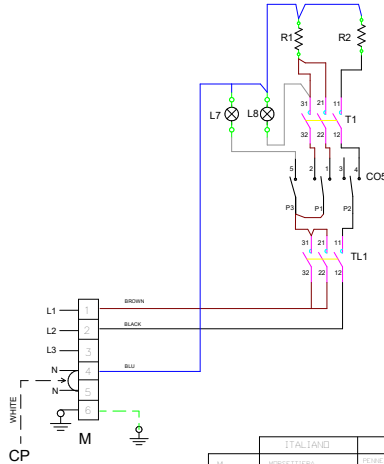 R1
R2
L7
L8
31
21
11
T1
32
22
12
5
2
1
3
4
CO5
P3
P1
P2
31
21
11
TL1
32
22
12
L1
1
BROWN
L2
2
BLACK
L3
3
N
4
BLU
N
5
6
WHITE
CP
M
ITALIANO
M
MORSETTIERA